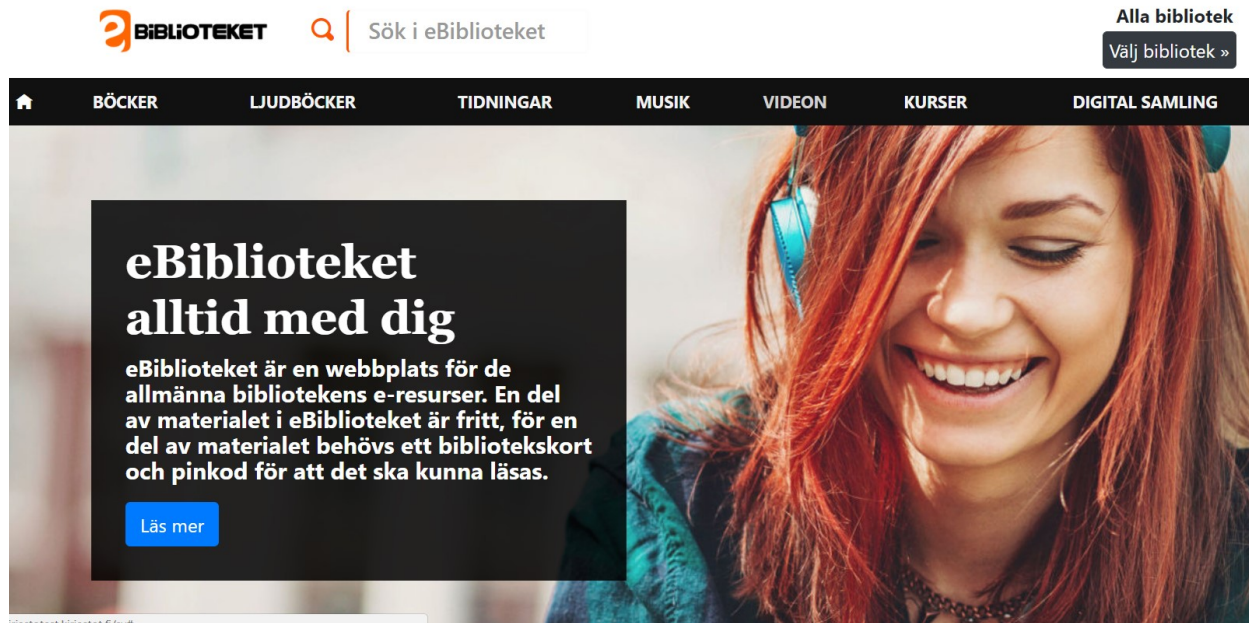 eBIBLIOTEKET
Sök i eBiblioteket
Alla bibliotek
Välj bibliotek »
BÖCKER LJUDBÖCKER TIDNINGAR MUSIK VIDEON KURSER DIGITAL SAMLING
eBiblioteket
alltid med dig
eBiblioteket är en webbplats för de
allmänna bibliotekens e-resurser. En del
av materialet i eBiblioteket är fritt, för en
del av materialet behövs ett bibliotekskort
och pinkod för att det ska kunna läsas.
Läs mer